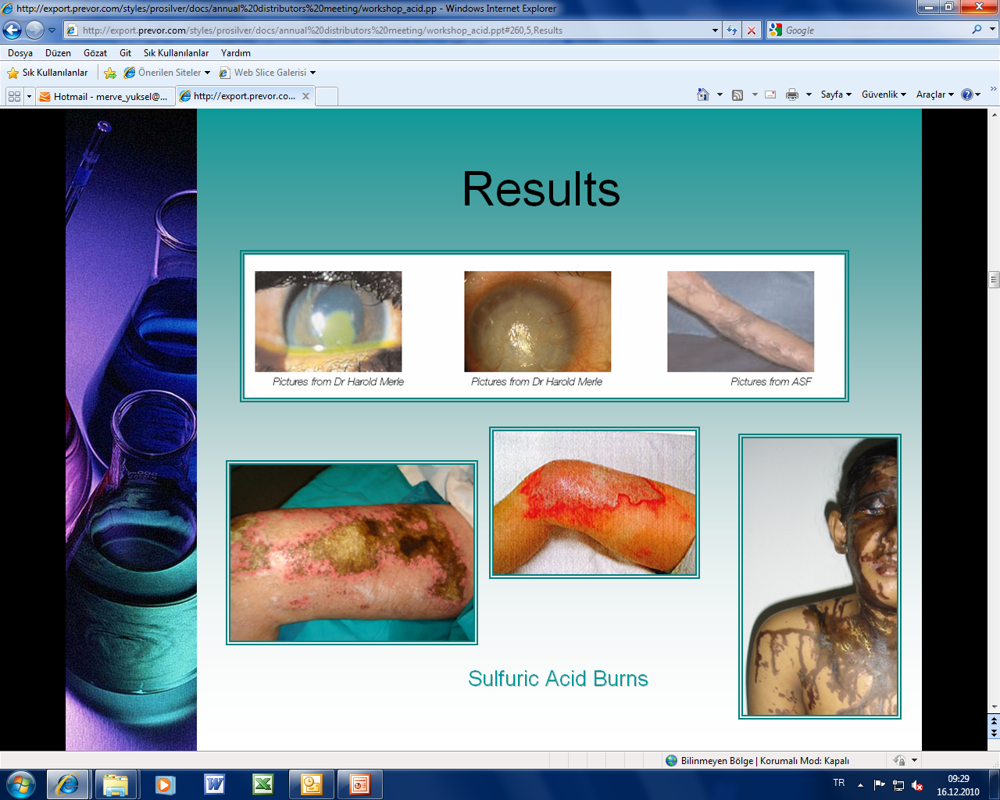 http://export.prevor.com/styles/prosilver/docs/annual%20distributors%20meeting/workshop_acid.pp - Windows Internet Explorer
http://export.prevor.com/styles/prosilver/docs/annual%20distributors%20meeting/workshop_acid.ppt#260,5,Results
Google
Dosya Düzen Gözat Git Sık Kullanılanlar Yardım
Sık Kullanılanlar Önerilen Siteler Web Slice Galerisi
Hotmail - merve_yuksel@... http://export.prevor.co... Sayfa Güvenlik Araçlar
Results
Pictures from Dr Harold Merle Pictures from Dr Harold Merle Pictures from ASF
Sulfuric Acid Burns
Bilinmeyen Bölge | Korumalı Mod: Kapalı
TR 09:29
16.12.2010